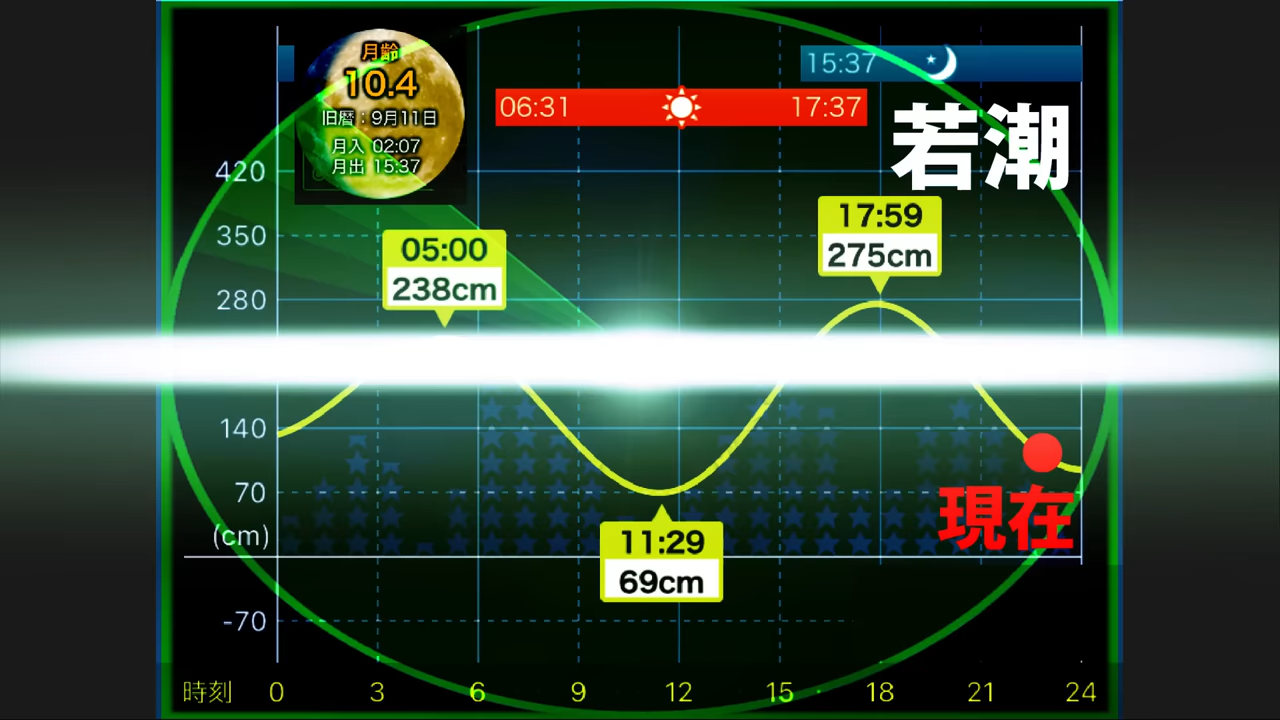 月齢
10.4
旧暦：9月11日
月入 02:07
月出 15:37
15:37
06:31
17:37
若潮
420
350
280
140
70
(cm)
-70
05:00
238cm
17:59
275cm
11:29
69cm
現在
時刻 0 3 6 9 12 15 18 21 24